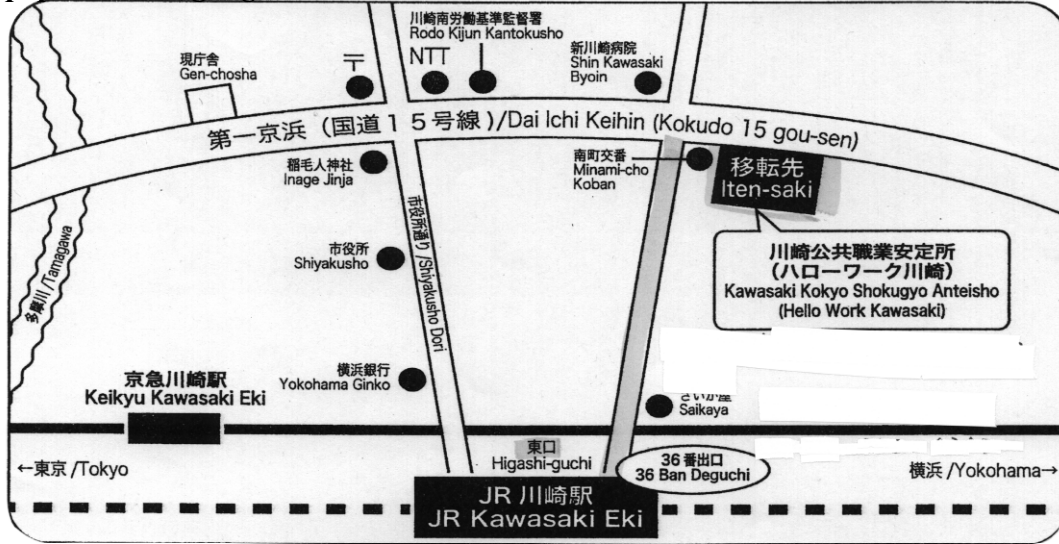 川崎南労働基準監督署
Rodo Kijun Kantokusho
現庁舎
Gen-chosha
〒
NTT
新川崎病院
Shin Kawasaki
Byoin
第一京浜 (国道15号線)/Dai Ichi Keihin (Kokudo 15 gou-sen)
稲毛人神社
Inage Jinja
南町交番
Minami-cho
Koban
移転先
Iten-saki
市役所通り/Shiyakusho Dori
市役所
Shiyakusho
川崎公共職業安定所
(ハローワーク川崎)
Kawasaki Kokyo Shokugyo Anteisho
(Hello Work Kawasaki)
多摩川/Tamagawa
横浜銀行
Yokohama Ginko
京急川崎駅
Keikyu Kawasaki Eki
さいか屋
Saikaya
東口
Higashi-guchi
36番出口
36 Ban Deguchi
←東京/Tokyo
横浜/Yokohama→
JR 川崎駅
JR Kawasaki Eki